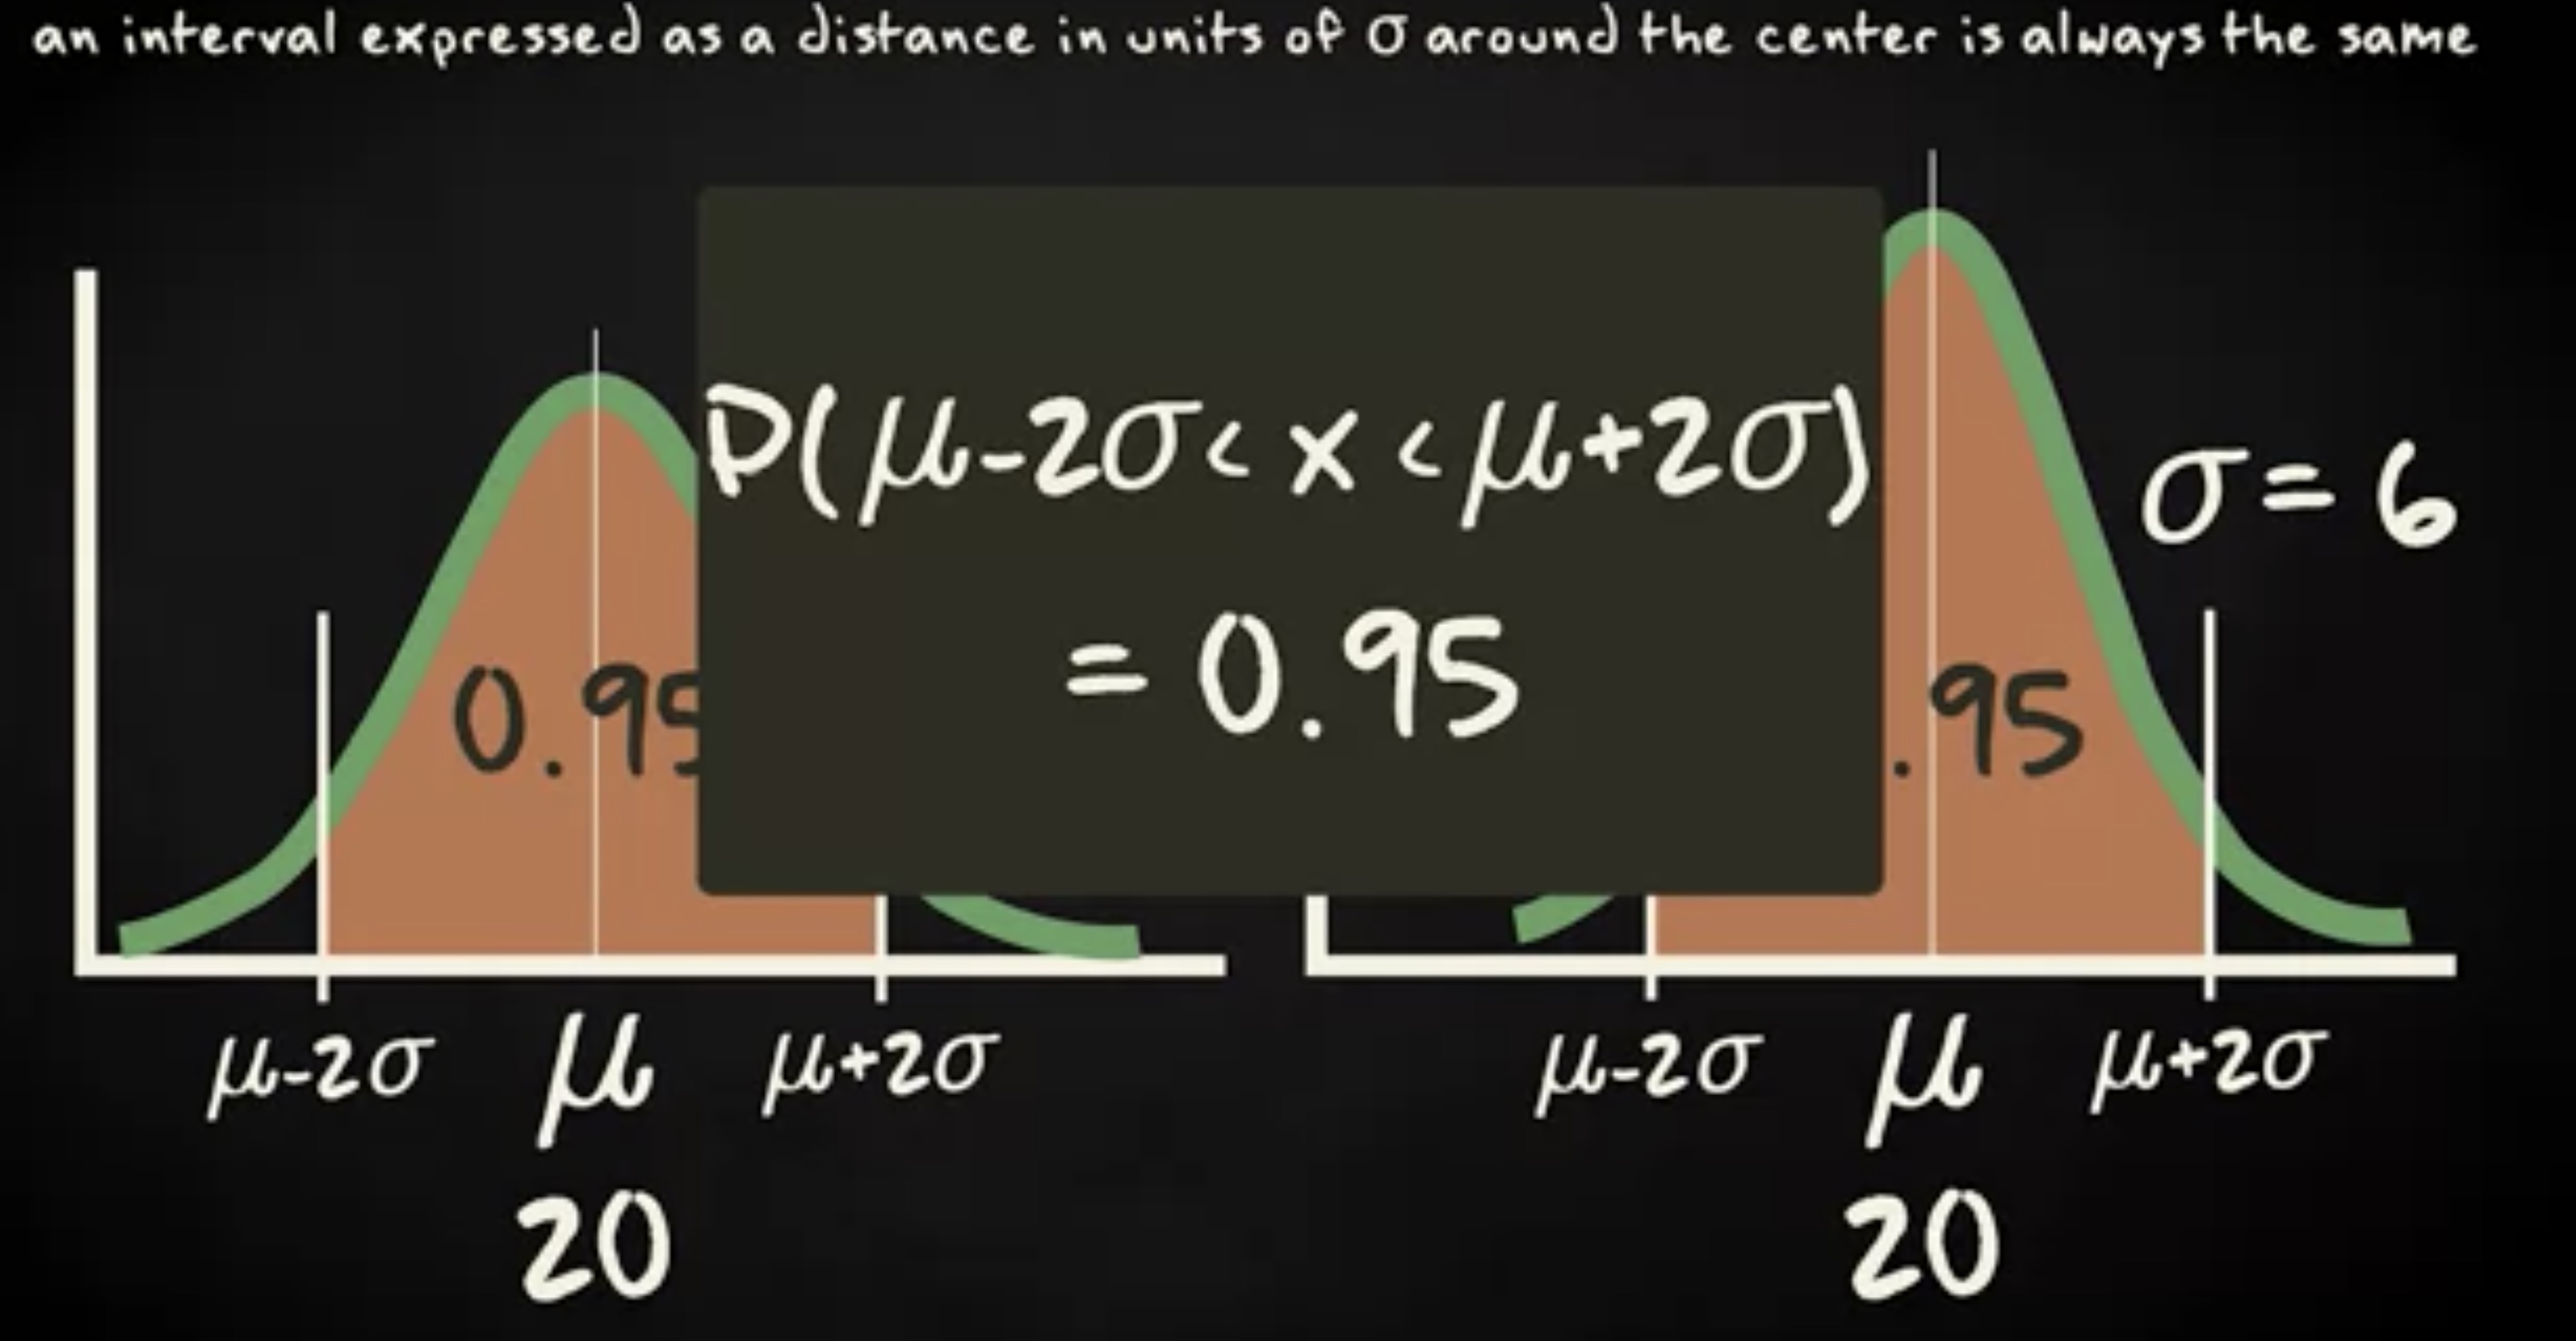 an interval expressed as a distance in units of σ around the center is always the same
P(μ-2σ< x <μ+2σ)
= 0.95
σ= 6
0.95
.95
μ-2σ μ μ+2σ
μ-2σ μ μ+2σ
20
20